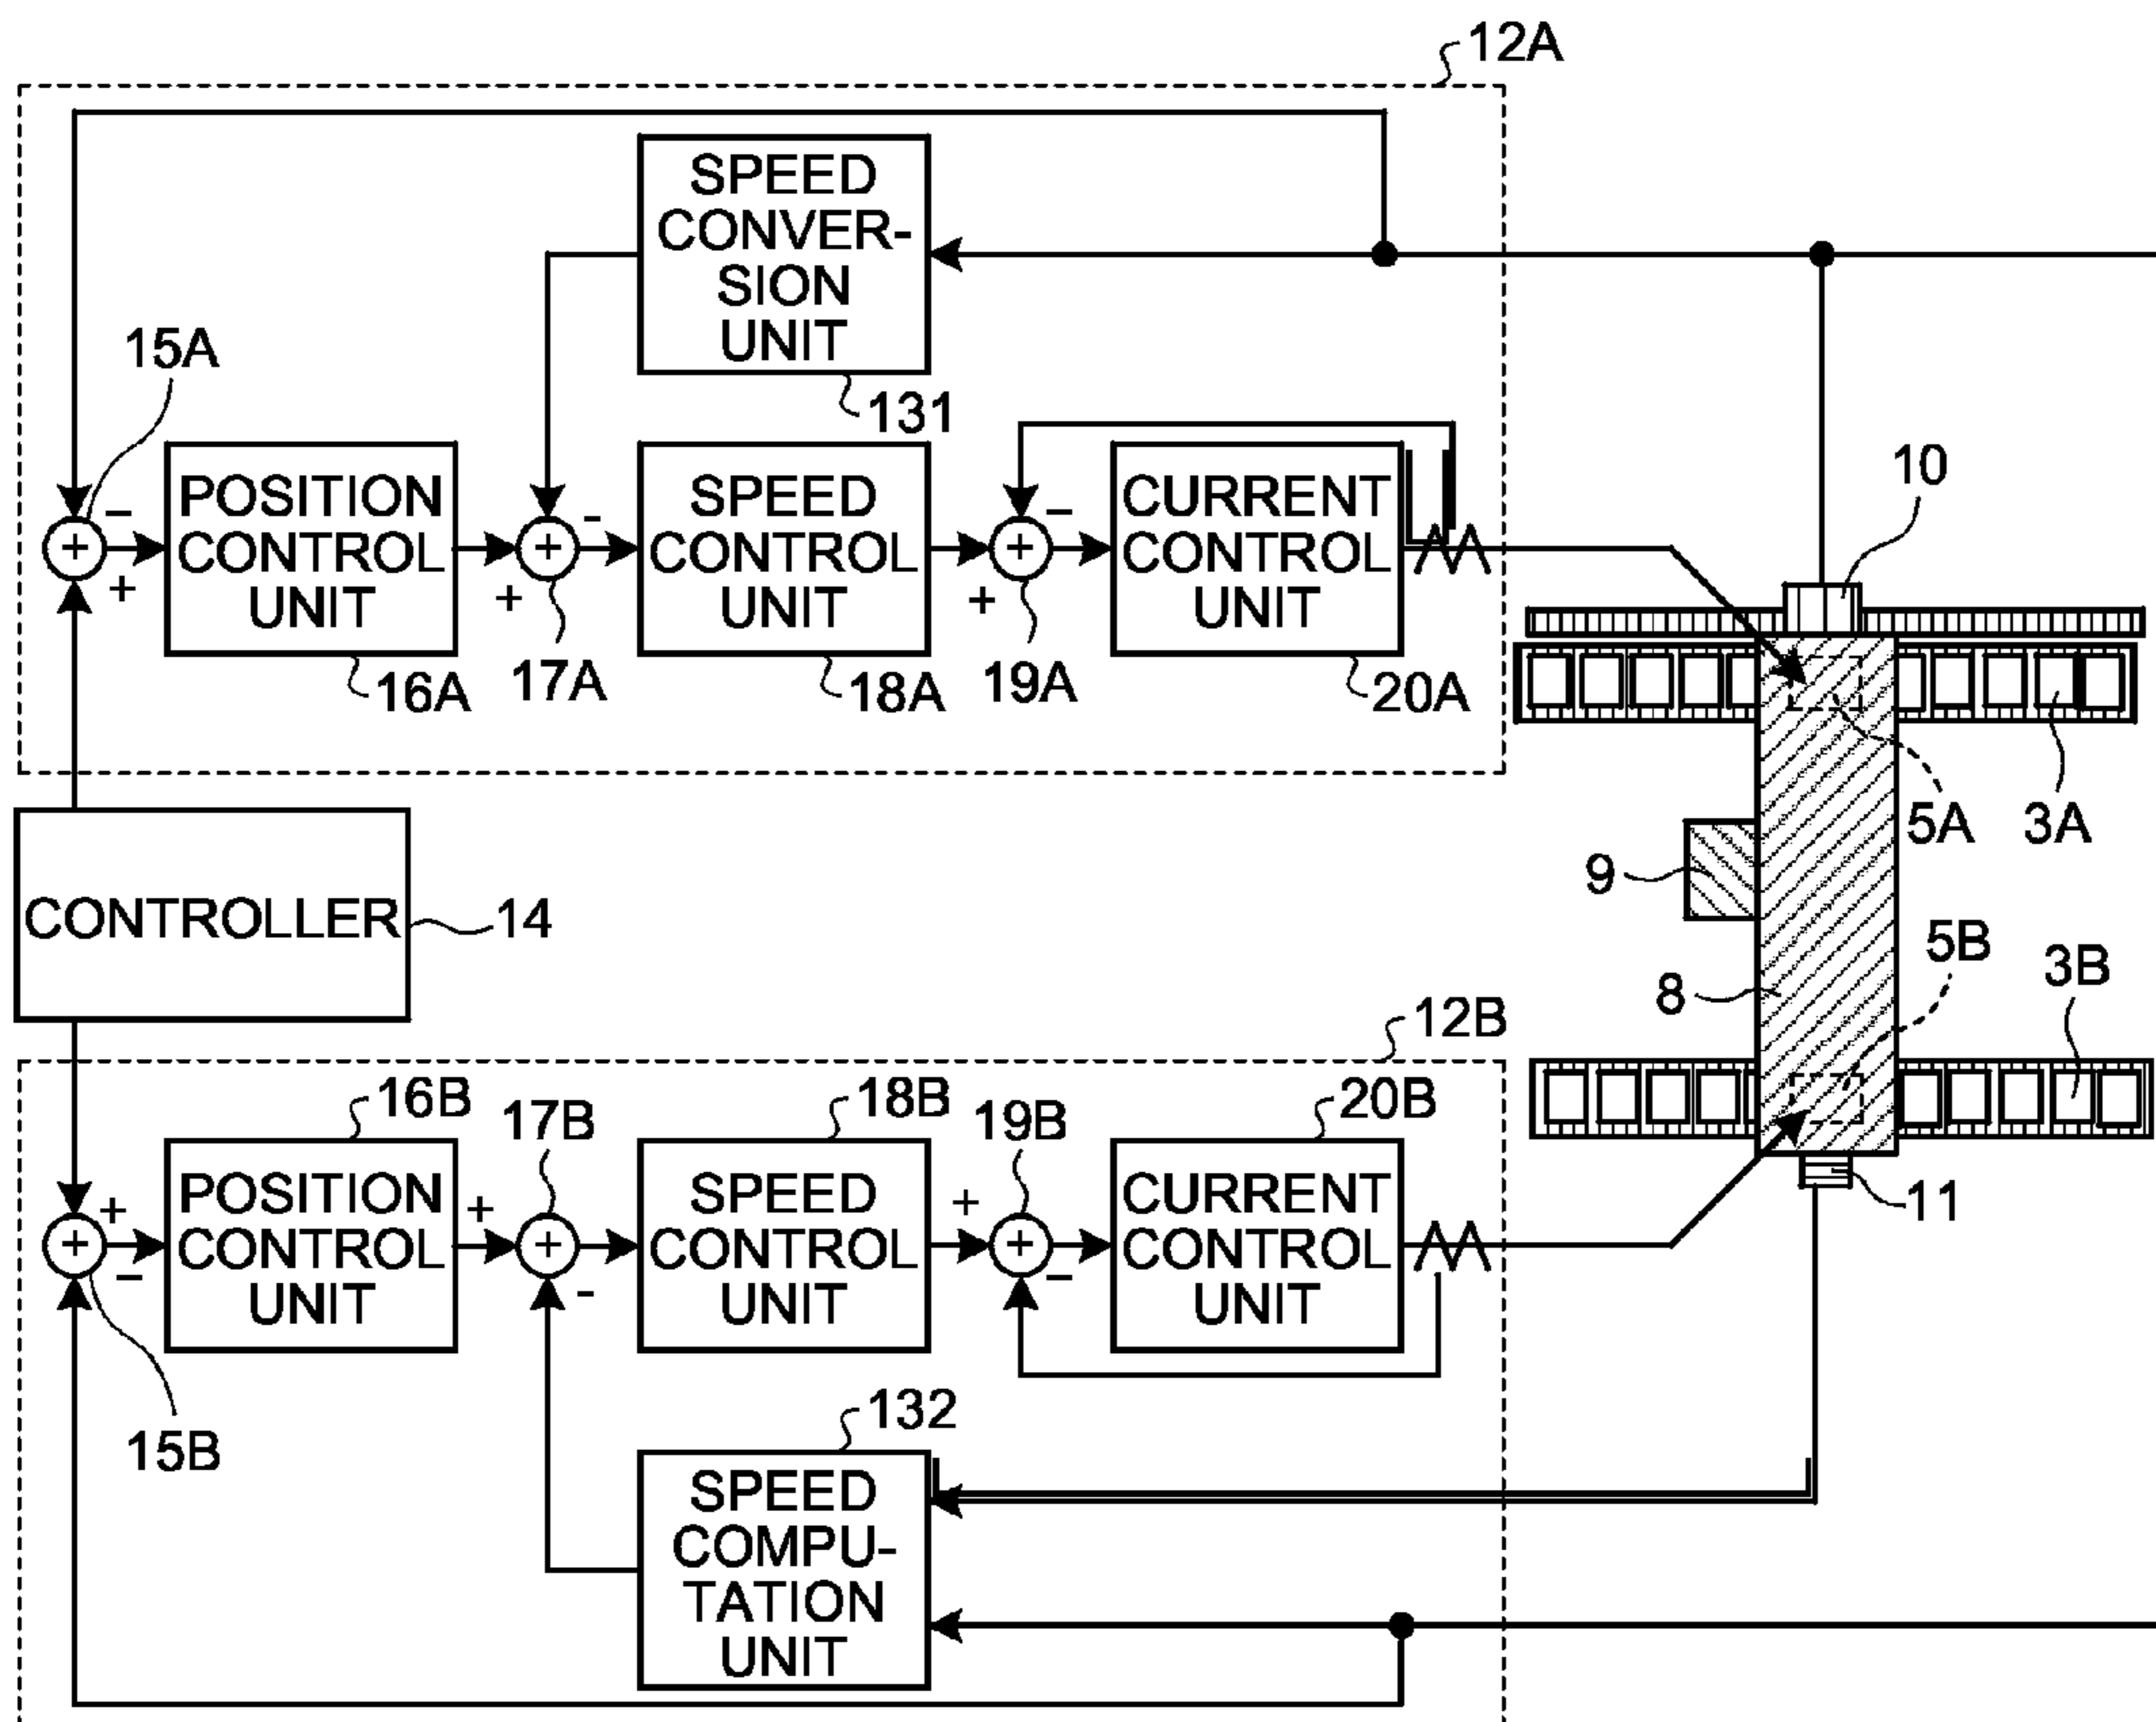 12A
SPEED
CONVER-
SION
UNIT
131
15A
−
+
POSITION
CONTROL
UNIT
16A
+
-
+
17A
SPEED
CONTROL
UNIT
18A
+
−
+
19A
CURRENT
CONTROL
UNIT
20A
+
10
5A
3A
9
8
5B
3B
11
CONTROLLER
14
12B
15B
+
−
+
16B
POSITION
CONTROL
UNIT
17B
+
+
-
18B
SPEED
CONTROL
UNIT
19B
+
+
−
20B
CURRENT
CONTROL
UNIT
132
SPEED
COMPU-
TATION
UNIT